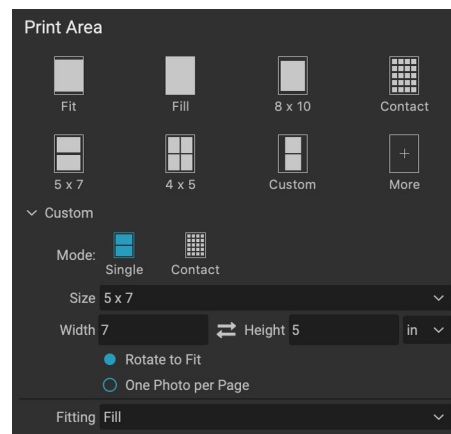 Print Area
Fit Fill 8 x 10 Contact
5 x 7 4 x 5 Custom More
Custom
Mode:
Single Contact
Size 5 x 7
Width 7 Height 5 in
Rotate to Fit
One Photo per Page
Fitting Fill